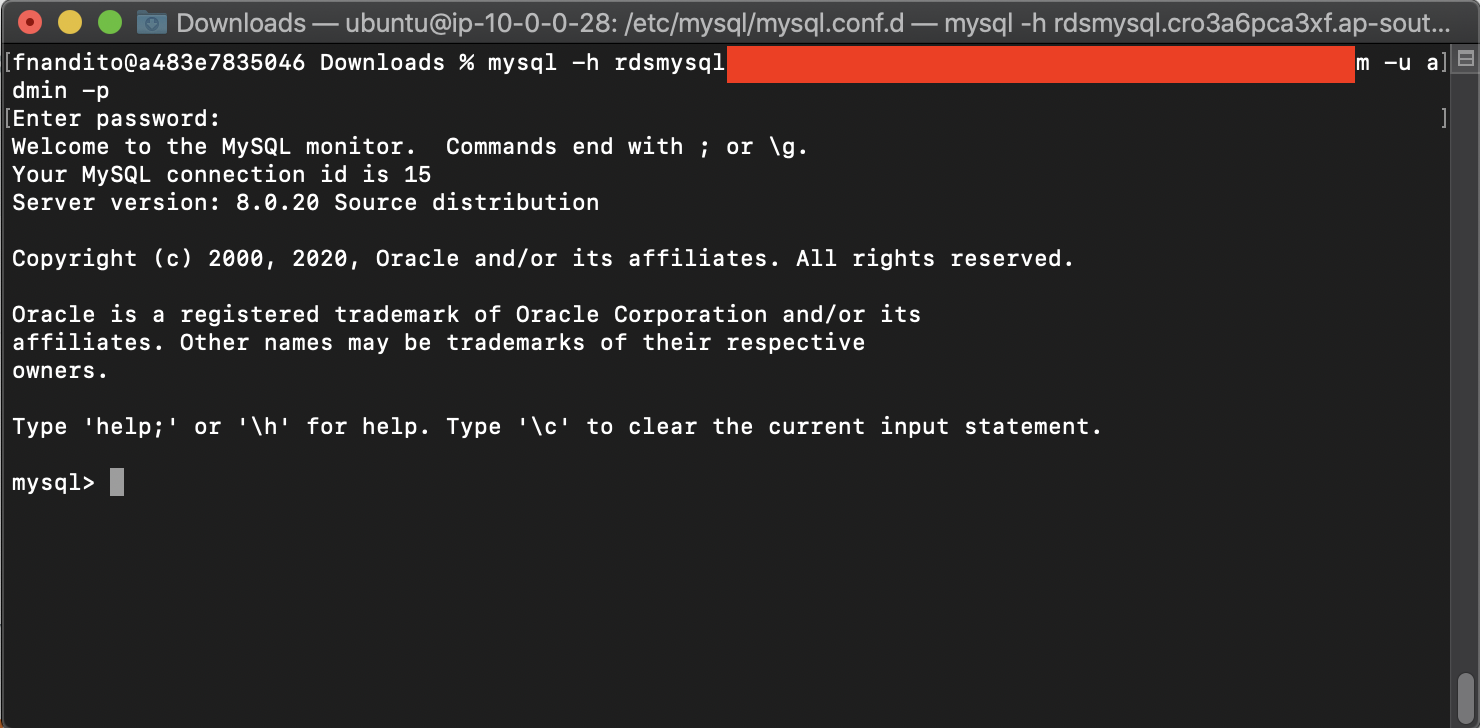 Downloads — ubuntu@ip-10-0-0-28: /etc/mysql/mysql.conf.d — mysql -h rdsmysql.cro3a6pca3xf.ap-sout...
[fnandito@a483e7835046 Downloads % mysql -h rdsmysql m -u a]
dmin -p
[Enter password: ]
Welcome to the MySQL monitor.  Commands end with ; or \g.
Your MySQL connection id is 15
Server version: 8.0.20 Source distribution
Copyright (c) 2000, 2020, Oracle and/or its affiliates. All rights reserved.
Oracle is a registered trademark of Oracle Corporation and/or its
affiliates. Other names may be trademarks of their respective
owners.
Type 'help;' or '\h' for help. Type '\c' to clear the current input statement.
mysql>